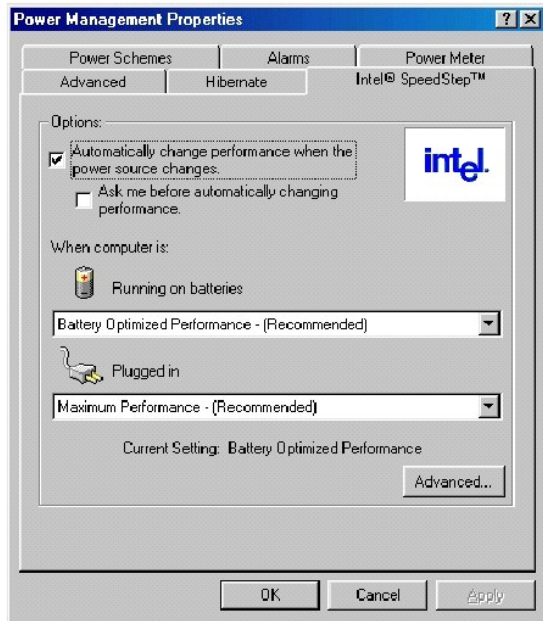 Power Management Properties
Power Schemes Alarms Power Meter
Advanced Hibernate Intel® SpeedStep™
Options:
Automatically change performance when the
power source changes.
intel.
Ask me before automatically changing
performance.
When computer is:
Running on batteries
Battery Optimized Performance - (Recommended)
Plugged in
Maximum Performance - (Recommended)
Current Setting: Battery Optimized Performance
Advanced...
OK Cancel Apply